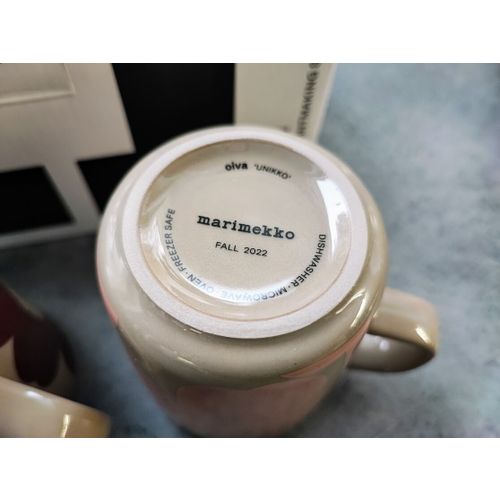 oiva 'UNIKKO'
marimekko
FALL 2022
DISHWASHER · MICROWAVE · OVEN · FREEZER SAFE